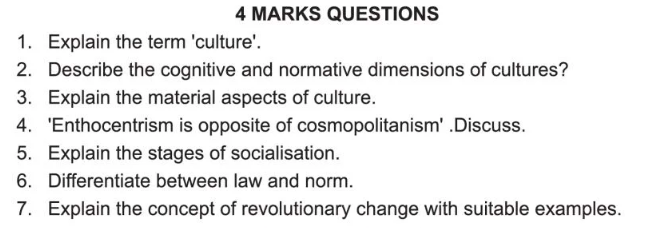 4 MARKS QUESTIONS
1. Explain the term 'culture'.
2. Describe the cognitive and normative dimensions of cultures?
3. Explain the material aspects of culture.
4. 'Enthocentrism is opposite of cosmopolitanism' .Discuss.
5. Explain the stages of socialisation.
6. Differentiate between law and norm.
7. Explain the concept of revolutionary change with suitable examples.